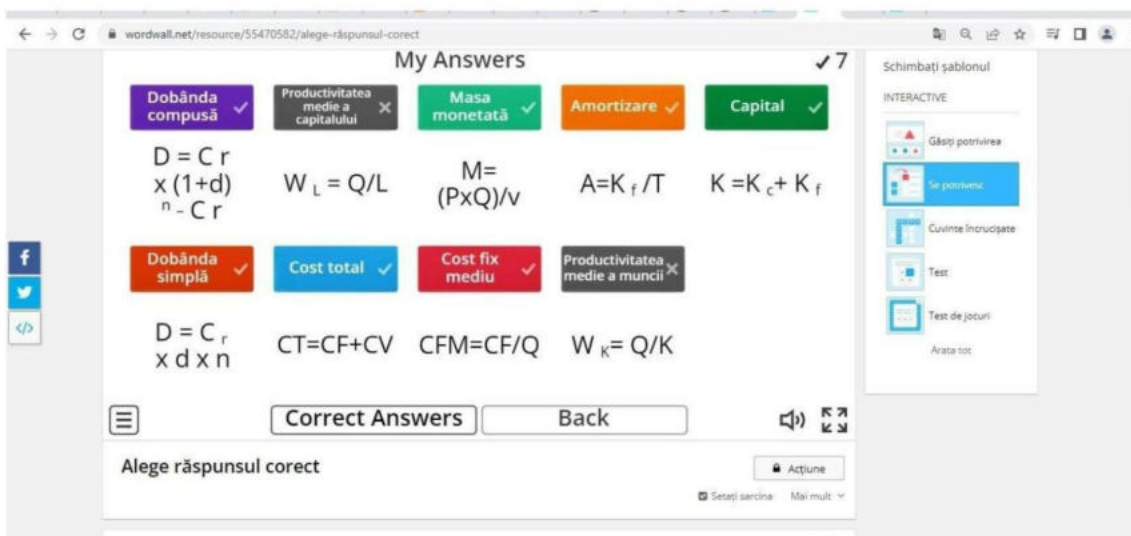 wordwall.net/resource/55470582/alege-răspunsul-corect
My Answers
✓ 7
Dobânda compusă ✓
Productivitatea medie a capitalului ✕
Masa monetată ✓
Amortizare ✓
Capital ✓
D = C r
x (1+d)
ⁿ - C r
W L = Q/L
M=
(PxQ)/v
A=K f /T
K =K c + K f
Dobânda simplă ✓
Cost total ✓
Cost fix mediu ✓
Productivitatea medie a muncii ✕
D = C r
x d x n
CT=CF+CV
CFM=CF/Q
W K = Q/K
Correct Answers
Back
Alege răspunsul corect
Acțiune
Setați sarcina
Mai mult
Schimbați șablonul
INTERACTIVE
Găsiți potrivirea
Se potrivesc
Cuvinte încrucișate
Test
Test de jocuri
Arata tot